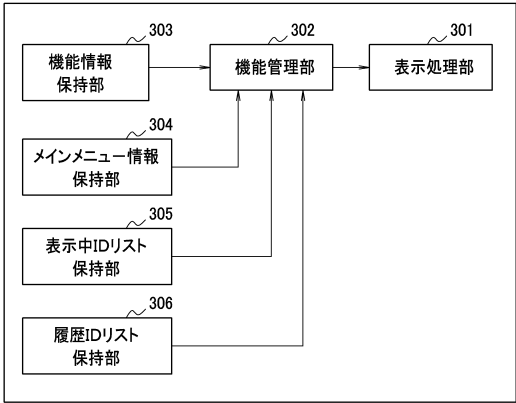 303
機能情報
保持部
302
機能管理部
301
表示処理部
304
メインメニュー情報
保持部
305
表示中IDリスト
保持部
306
履歴IDリスト
保持部